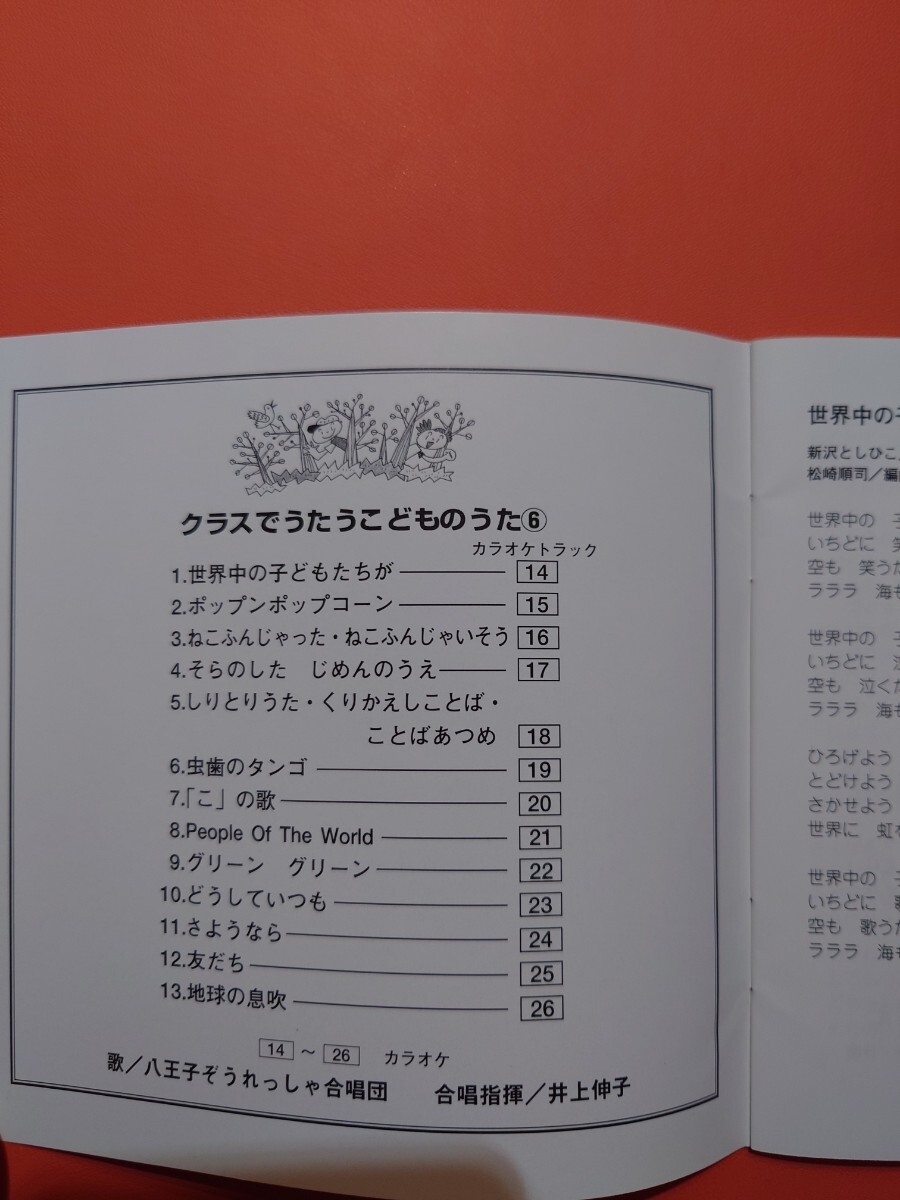 クラスでうたうこどものうた⑥
カラオケトラック
1.世界中の子どもたちが 14
2.ポップンポップコーン 15
3.ねこふんじゃった・ねこふんじゃいそう 16
4.そらのした　じめんのうえ 17
5.しりとりうた・くりかえしことば・
ことばあつめ 18
6.虫歯のタンゴ 19
7.「こ」の歌 20
8.People Of The World 21
9.グリーン　グリーン 22
10.どうしていつも 23
11.さようなら 24
12.友だち 25
13.地球の息吹 26
14 ～ 26 カラオケ
歌／八王子ぞうれっしゃ合唱団　合唱指揮／井上伸子
世界中の
新沢としひこ
松崎順司／編
世界中の
いちどに
空も　笑う
ラララ　海
世界中の
いちどに
空も　泣く
ラララ　海
ひろげよう
とどけよう
さかせよう
世界に　虹
世界中の
いちどに
空も　歌う
ラララ　海